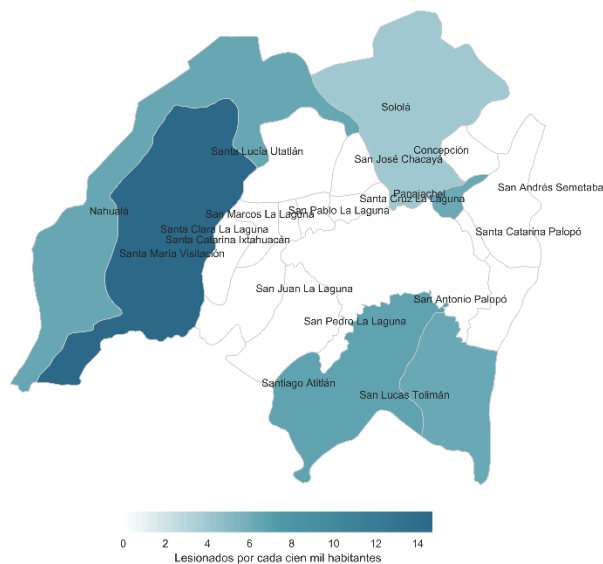 Sololá
Concepción
Santa Lucía Utatlán
San José Chacayá
San Andrés Semetaba
Panajachel
Santa Cruz La Laguna
Nahualá
San Marcos La Laguna
San Pablo La Laguna
Santa Clara La Laguna
Santa Catarina Palopó
Santa Catarina Ixtahuacán
Santa María Visitación
San Juan La Laguna
San Antonio Palopó
San Pedro La Laguna
Santiago Atitlán
San Lucas Tolimán
0 2 4 6 8 10 12 14
Lesionados por cada cien mil habitantes